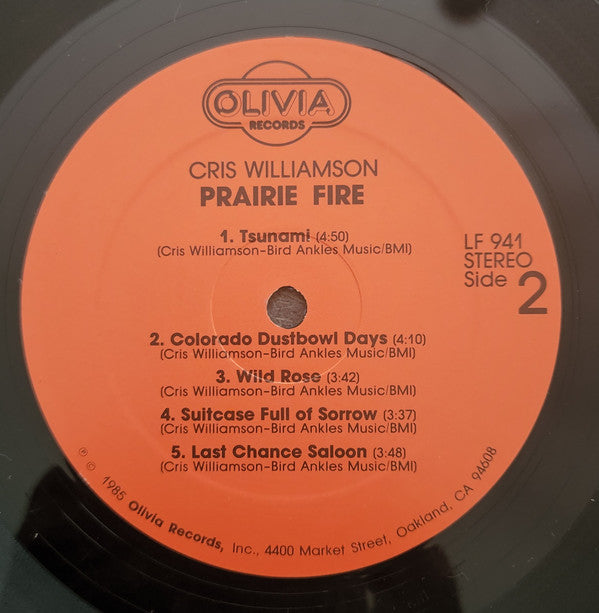 OLIVIA
RECORDS
CRIS WILLIAMSON
PRAIRIE FIRE
1. Tsunami (4:50)
(Cris Williamson-Bird Ankles Music/BMI)
LF 941
STEREO
Side 2
2. Colorado Dustbowl Days (4:10)
(Cris Williamson-Bird Ankles Music/BMI)
3. Wild Rose (3:42)
(Cris Williamson-Bird Ankles Music/BMI)
4. Suitcase Full of Sorrow (3:37)
(Cris Williamson-Bird Ankles Music/BMI)
5. Last Chance Saloon (3:48)
(Cris Williamson-Bird Ankles Music/BMI)
℗ © 1985 Olivia Records, Inc., 4400 Market Street, Oakland, CA 94608